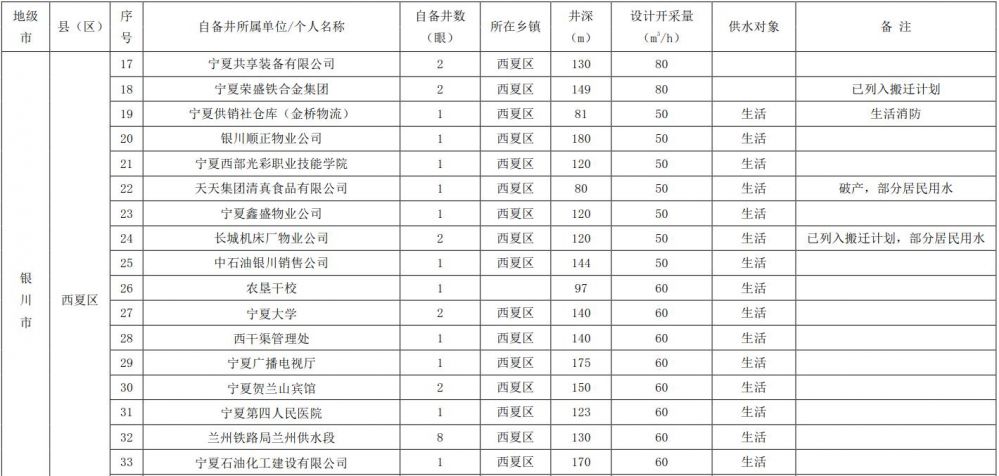 地级市 县（区） 序号 自备井所属单位/个人名称 自备井数（眼） 所在乡镇 井深（m） 设计开采量（m³/h） 供水对象 备 注
银川市 西夏区
17 宁夏共享装备有限公司 2 西夏区 130 80
18 宁夏荣盛铁合金集团 2 西夏区 149 80 已列入搬迁计划
19 宁夏供销社仓库（金桥物流） 1 西夏区 81 50 生活 生活消防
20 银川顺正物业公司 1 西夏区 180 50 生活
21 宁夏西部光彩职业技能学院 1 西夏区 120 50 生活
22 天天集团清真食品有限公司 1 西夏区 80 50 生活 破产，部分居民用水
23 宁夏鑫盛物业公司 1 西夏区 120 50 生活
24 长城机床厂物业公司 2 西夏区 120 50 生活 已列入搬迁计划，部分居民用水
25 中石油银川销售公司 1 西夏区 144 50 生活
26 农垦干校 1 97 60 生活
27 宁夏大学 2 西夏区 140 60 生活
28 西干渠管理处 1 西夏区 140 60 生活
29 宁夏广播电视厅 1 西夏区 175 60 生活
30 宁夏贺兰山宾馆 2 西夏区 150 60 生活
31 宁夏第四人民医院 1 西夏区 123 60 生活
32 兰州铁路局兰州供水段 8 西夏区 130 60 生活
33 宁夏石油化工建设有限公司 1 西夏区 170 60 生活